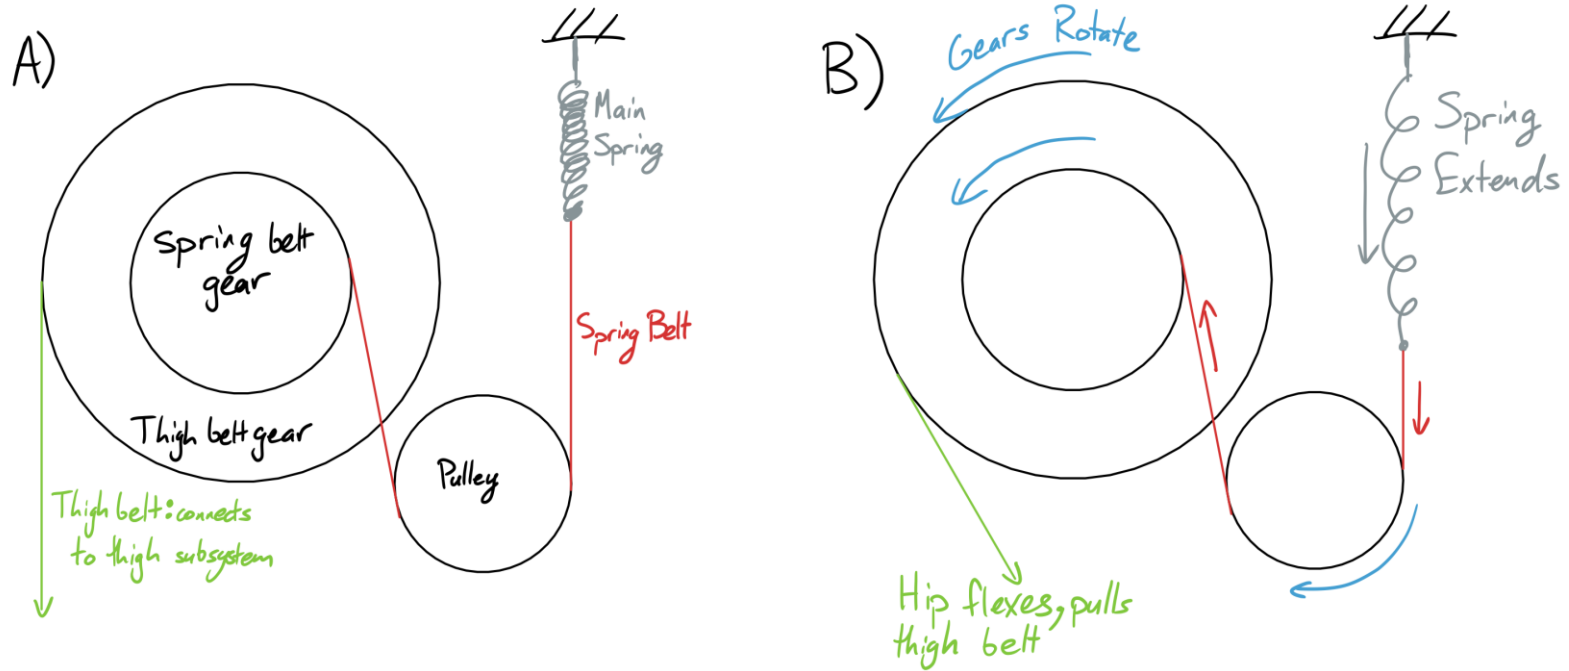 A)
Main
Spring
Spring belt
gear
Spring Belt
Thigh belt gear
Pulley
Thigh belt: connects
to thigh subsystem
B)
Gears Rotate
Spring
Extends
Hip flexes, pulls
thigh belt